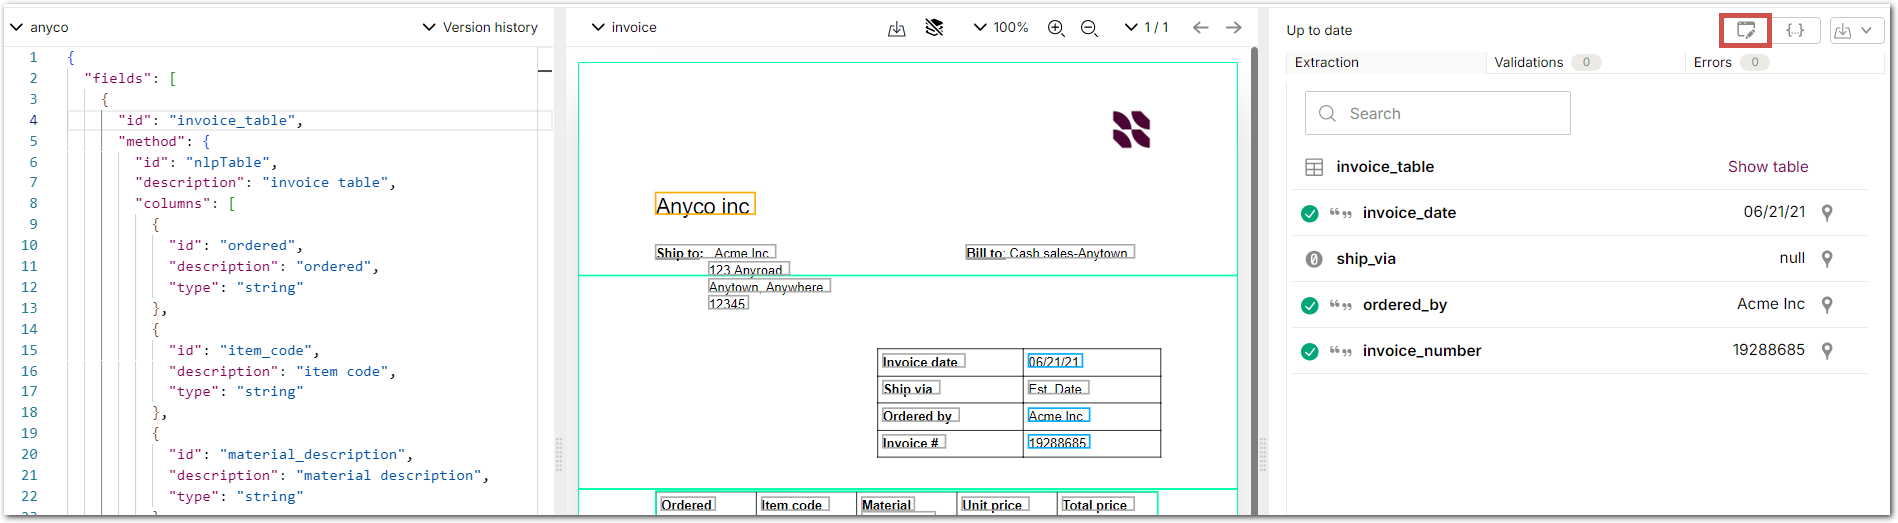 anyco
Version history
1 {
2 "fields": [
3 {
4 "id": "invoice_table",
5 "method": {
6 "id": "nlpTable",
7 "description": "invoice table",
8 "columns": [
9 {
10 "id": "ordered",
11 "description": "ordered",
12 "type": "string"
13 },
14 {
15 "id": "item_code",
16 "description": "item code",
17 "type": "string"
18 },
19 {
20 "id": "material_description",
21 "description": "material description",
22 "type": "string"
23 }
invoice
100%
1 / 1
Anyco inc
Ship to: Acme Inc
123 Anyroad
Anytown, Anywhere
12345
Bill to: Cash sales-Anytown
Invoice date 06/21/21
Ship via Est. Date
Ordered by Acme Inc
Invoice # 19288685
Ordered Item code Material Unit price Total price
Up to date
{...}
Extraction Validations 0 Errors 0
Search
invoice_table Show table
invoice_date 06/21/21
0 ship_via null
ordered_by Acme Inc
invoice_number 19288685